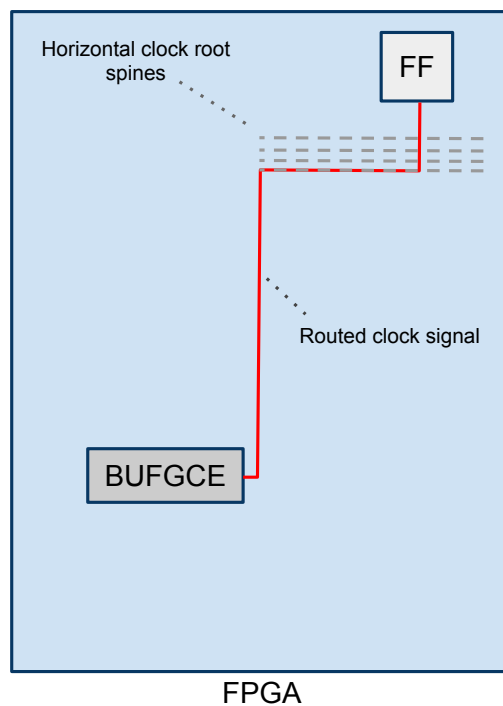 Horizontal clock root
spines
FF
Routed clock signal
BUFGCE
FPGA